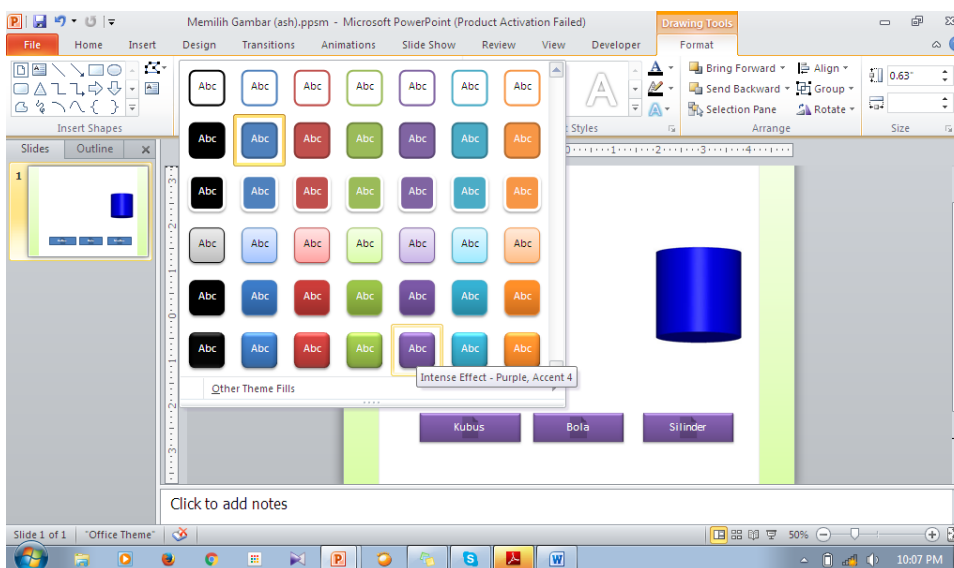 Memilih Gambar (ash).ppsm - Microsoft PowerPoint (Product Activation Failed)
Drawing Tools
File Home Insert Design Transitions Animations Slide Show Review View Developer Format
Bring Forward Align
Send Backward Group
Selection Pane Rotate
0.63"
Insert Shapes Styles Arrange Size
Slides Outline
1
Abc Abc Abc Abc Abc Abc Abc
Abc Abc Abc Abc Abc Abc Abc
Abc Abc Abc Abc Abc Abc Abc
Abc Abc Abc Abc Abc Abc Abc
Abc Abc Abc Abc Abc Abc Abc
Abc Abc Abc Abc Abc Abc Abc
Intense Effect - Purple, Accent 4
Other Theme Fills
Kubus Bola Silinder
Click to add notes
Slide 1 of 1 "Office Theme" 50%
10:07 PM